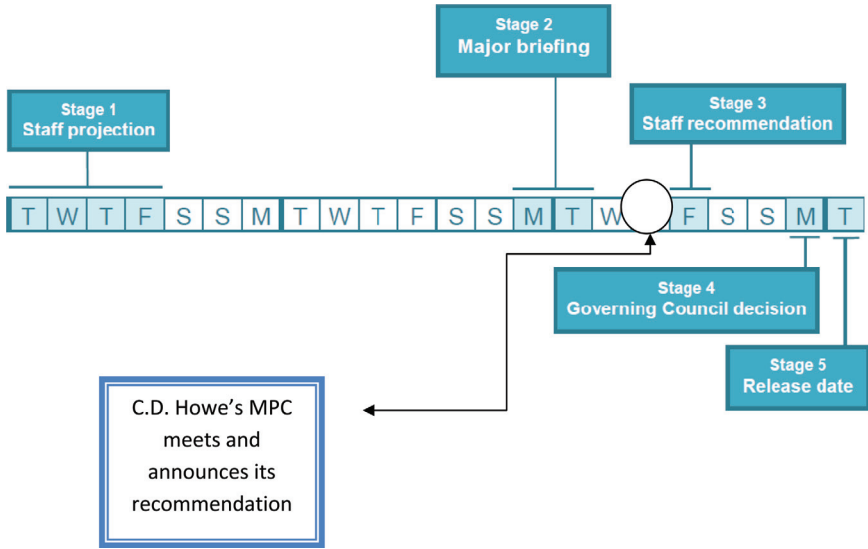 Stage 2
Major briefing
Stage 1
Staff projection
Stage 3
Staff recommendation
T W T F S S M T W T F S S M T W F S S M T
Stage 4
Governing Council decision
Stage 5
Release date
C.D. Howe's MPC
meets and
announces its
recommendation